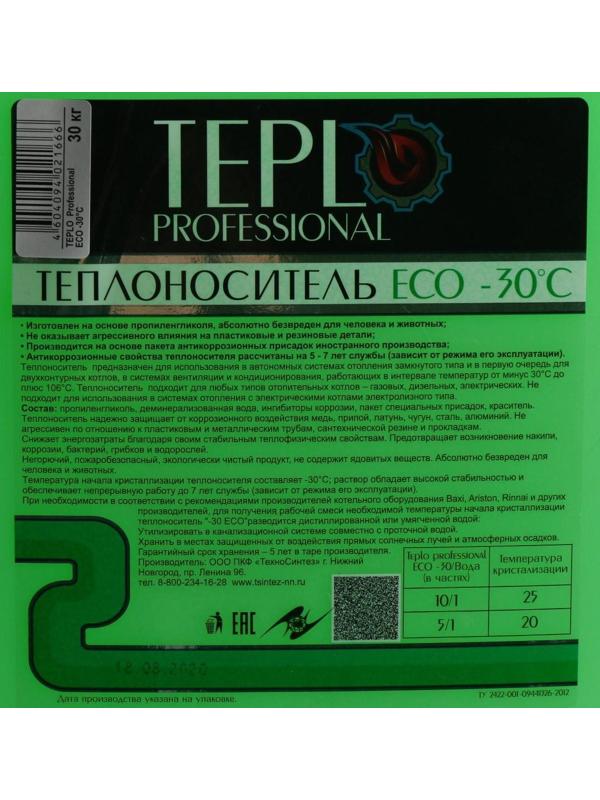 TEPLO
PROFESSIONAL
30 КГ
4 604094 021666
TEPLO Professional
ECO -30°C
ТЕПЛОНОСИТЕЛЬ ECO -30°C
• Изготовлен на основе пропиленгликоля, абсолютно безвреден для человека и животных;
• Не оказывает агрессивного влияния на пластиковые и резиновые детали;
• Производится на основе пакета антикоррозионных присадок иностранного производства;
• Антикоррозионные свойства теплоносителя рассчитаны на 5 - 7 лет службы (зависит от режима его эксплуатации).
Теплоноситель предназначен для использования в автономных системах отопления замкнутого типа и в первую очередь для
двухконтурных котлов, в системах вентиляции и кондиционирования, работающих в интервале температур от минус 30°С до
плюс 106°С. Теплоноситель подходит для любых типов отопительных котлов – газовых, дизельных, электрических. Не
подходит для использования в системах отопления с электрическими котлами электролизного типа.
Состав: пропиленгликоль, деминерализованная вода, ингибиторы коррозии, пакет специальных присадок, краситель.
Теплоноситель надежно защищает от коррозионного воздействия медь, припой, латунь, чугун, сталь, алюминий. Не
агрессивен по отношению к пластиковым и металлическим трубам, сантехнической резине и прокладкам.
Снижает энергозатраты благодаря своим стабильным теплофизическим свойствам. Предотвращает возникновение накипи,
коррозии, бактерий, грибков и водорослей.
Негорючий, пожаробезопасный, экологически чистый продукт, не содержит ядовитых веществ. Абсолютно безвреден для
человека и животных.
Температура начала кристаллизации теплоносителя составляет -30°С; раствор обладает высокой стабильностью и
обеспечивает непрерывную работу до 7 лет службы (зависит от режима его эксплуатации).
При необходимости в соответствии с рекомендациями производителей котельного оборудования Baxi, Ariston, Rinnai и других
производителей, для получения рабочей смеси необходимой температуры начала кристаллизации
теплоноситель "-30 ECO"разводится дистиллированной или умягченной водой:
Утилизировать в канализационной системе совместно с проточной водой.
Хранить в местах защищенных от воздействия прямых солнечных лучей и атмосферных осадков.
Гарантийный срок хранения – 5 лет в таре производителя.
Производитель: ООО ПКФ «ТехноСинтез» г. Нижний
Новгород, пр. Ленина 96.
тел. 8-800-234-16-28 www.tsintez-nn.ru
Teplo professional
ECO -30/Вода
(в частях)
Температура
кристализации
10/1 25
5/1 20
EAC
18.08.2020
Дата производства указана на упаковке.
ТУ 2422-001-09441026-2012